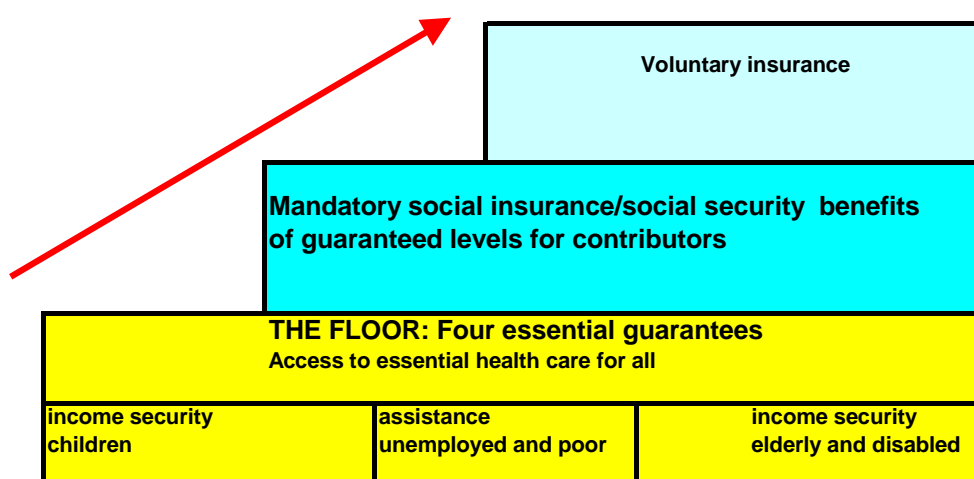 Voluntary insurance
Mandatory social insurance/social security benefits
of guaranteed levels for contributors
THE FLOOR: Four essential guarantees
Access to essential health care for all
income security
children
assistance
unemployed and poor
income security
elderly and disabled